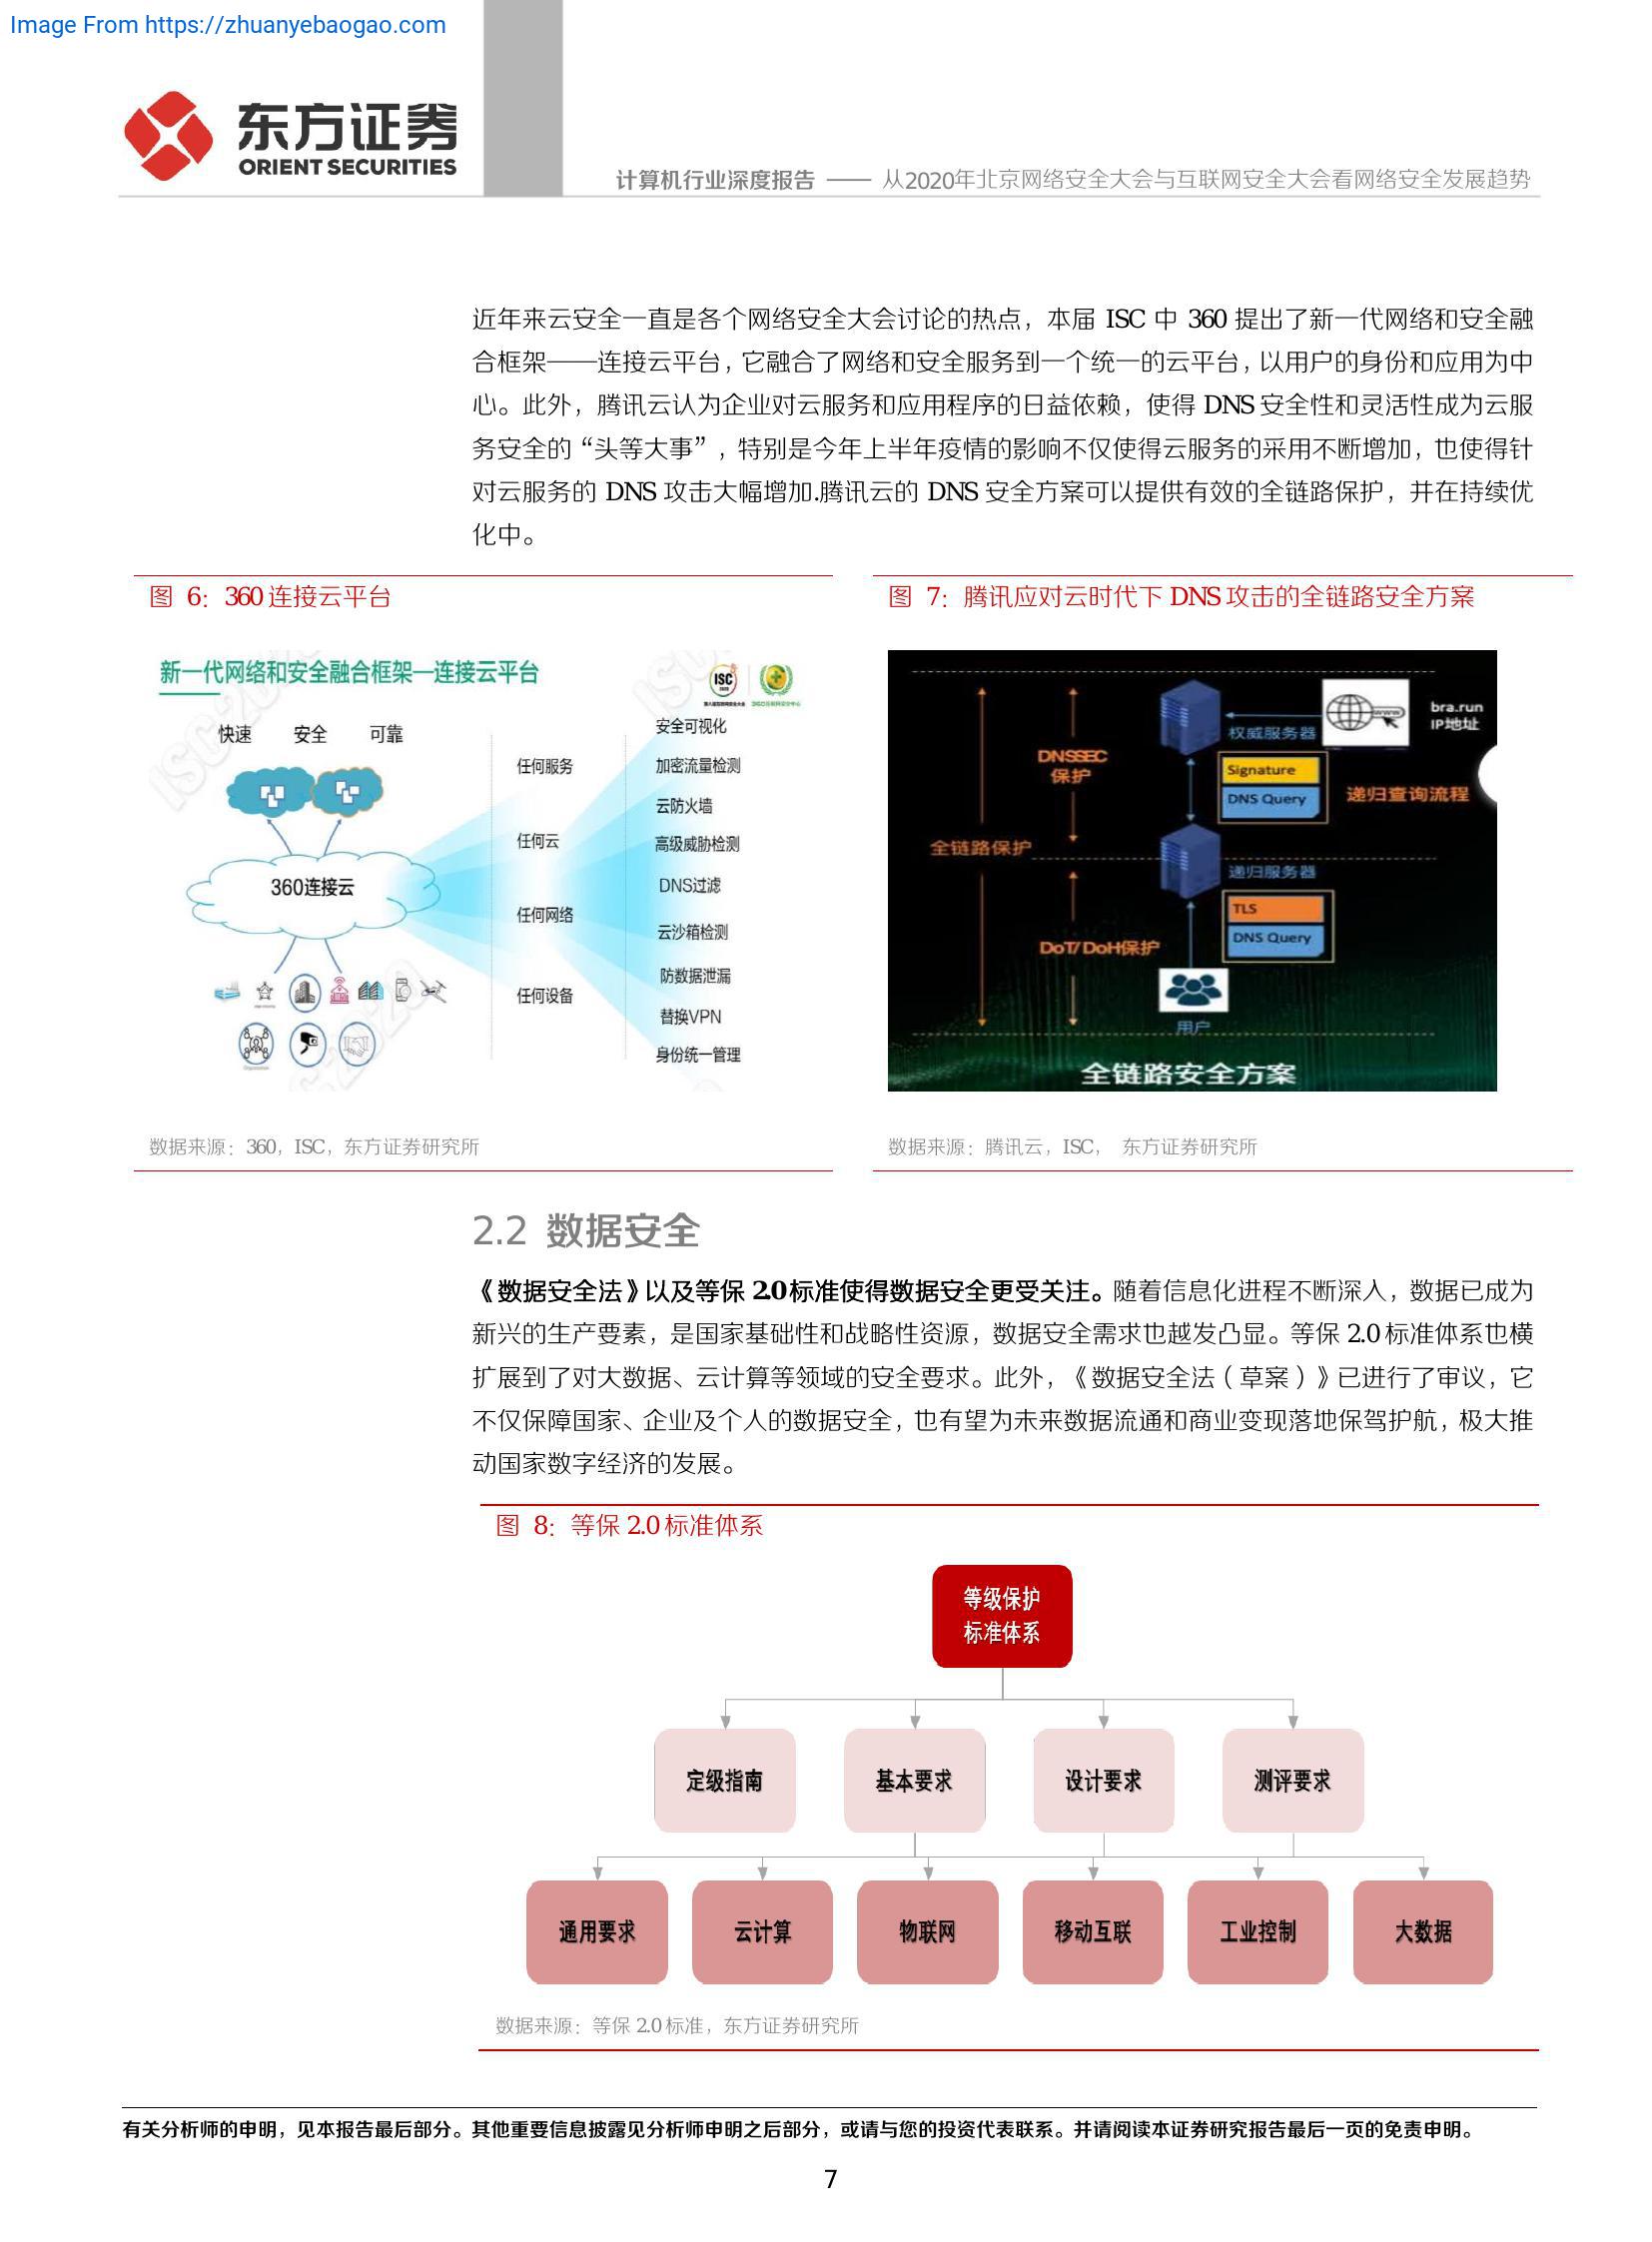 Image From https://zhuanyebaogao.com
东方证券
ORIENT SECURITIES
计算机行业深度报告 —— 从2020年北京网络安全大会与互联网安全大会看网络安全发展趋势
近年来云安全一直是各个网络安全大会讨论的热点，本届 ISC 中 360 提出了新一代网络和安全融
合框架——连接云平台，它融合了网络和安全服务到一个统一的云平台，以用户的身份和应用为中
心。此外，腾讯云认为企业对云服务和应用程序的日益依赖，使得 DNS 安全性和灵活性成为云服
务安全的“头等大事”，特别是今年上半年疫情的影响不仅使得云服务的采用不断增加，也使得针
对云服务的 DNS 攻击大幅增加.腾讯云的 DNS 安全方案可以提供有效的全链路保护，并在持续优
化中。
图 6：360 连接云平台
新一代网络和安全融合框架—连接云平台
ISC
快速 安全 可靠
360连接云
任何服务
任何云
任何网络
任何设备
安全可视化
加密流量检测
云防火墙
高级威胁检测
DNS过滤
云沙箱检测
防数据泄漏
替换VPN
身份统一管理
数据来源：360，ISC，东方证券研究所
图 7：腾讯应对云时代下 DNS 攻击的全链路安全方案
bra.run
IP地址
权威服务器
DNSSEC
保护
Signature
DNS Query
递归查询流程
全链路保护
递归服务器
TLS
DNS Query
DoT/DoH保护
用户
全链路安全方案
数据来源：腾讯云，ISC， 东方证券研究所
2.2 数据安全
《数据安全法》以及等保 2.0 标准使得数据安全更受关注。随着信息化进程不断深入，数据已成为
新兴的生产要素，是国家基础性和战略性资源，数据安全需求也越发凸显。等保 2.0 标准体系也横
扩展到了对大数据、云计算等领域的安全要求。此外，《数据安全法（草案）》已进行了审议，它
不仅保障国家、企业及个人的数据安全，也有望为未来数据流通和商业变现落地保驾护航，极大推
动国家数字经济的发展。
图 8：等保 2.0 标准体系
等级保护
标准体系
定级指南 基本要求 设计要求 测评要求
通用要求 云计算 物联网 移动互联 工业控制 大数据
数据来源：等保 2.0 标准，东方证券研究所
有关分析师的申明，见本报告最后部分。其他重要信息披露见分析师申明之后部分，或请与您的投资代表联系。并请阅读本证券研究报告最后一页的免责申明。
7